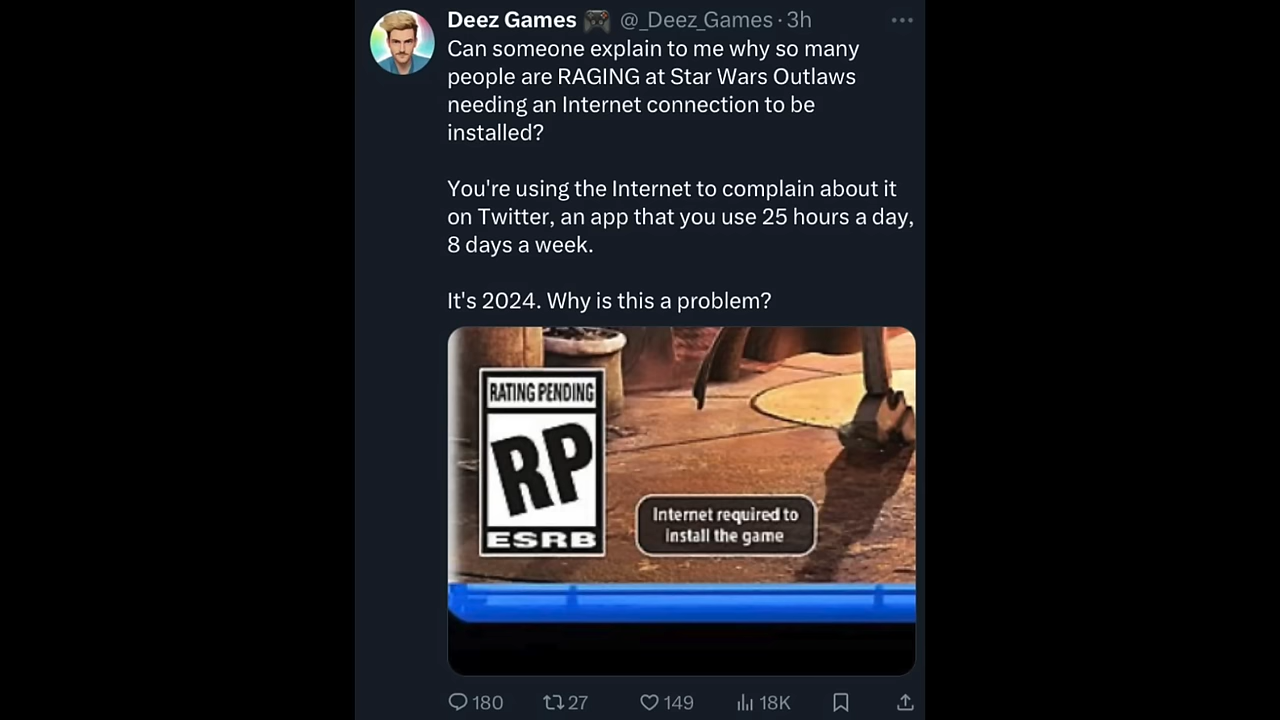 Deez Games 🎮 @_Deez_Games · 3h
Can someone explain to me why so many
people are RAGING at Star Wars Outlaws
needing an Internet connection to be
installed?
You're using the Internet to complain about it
on Twitter, an app that you use 25 hours a day,
8 days a week.
It's 2024. Why is this a problem?
RATING PENDING
RP
ESRB
Internet required to
install the game
180 27 149 18K